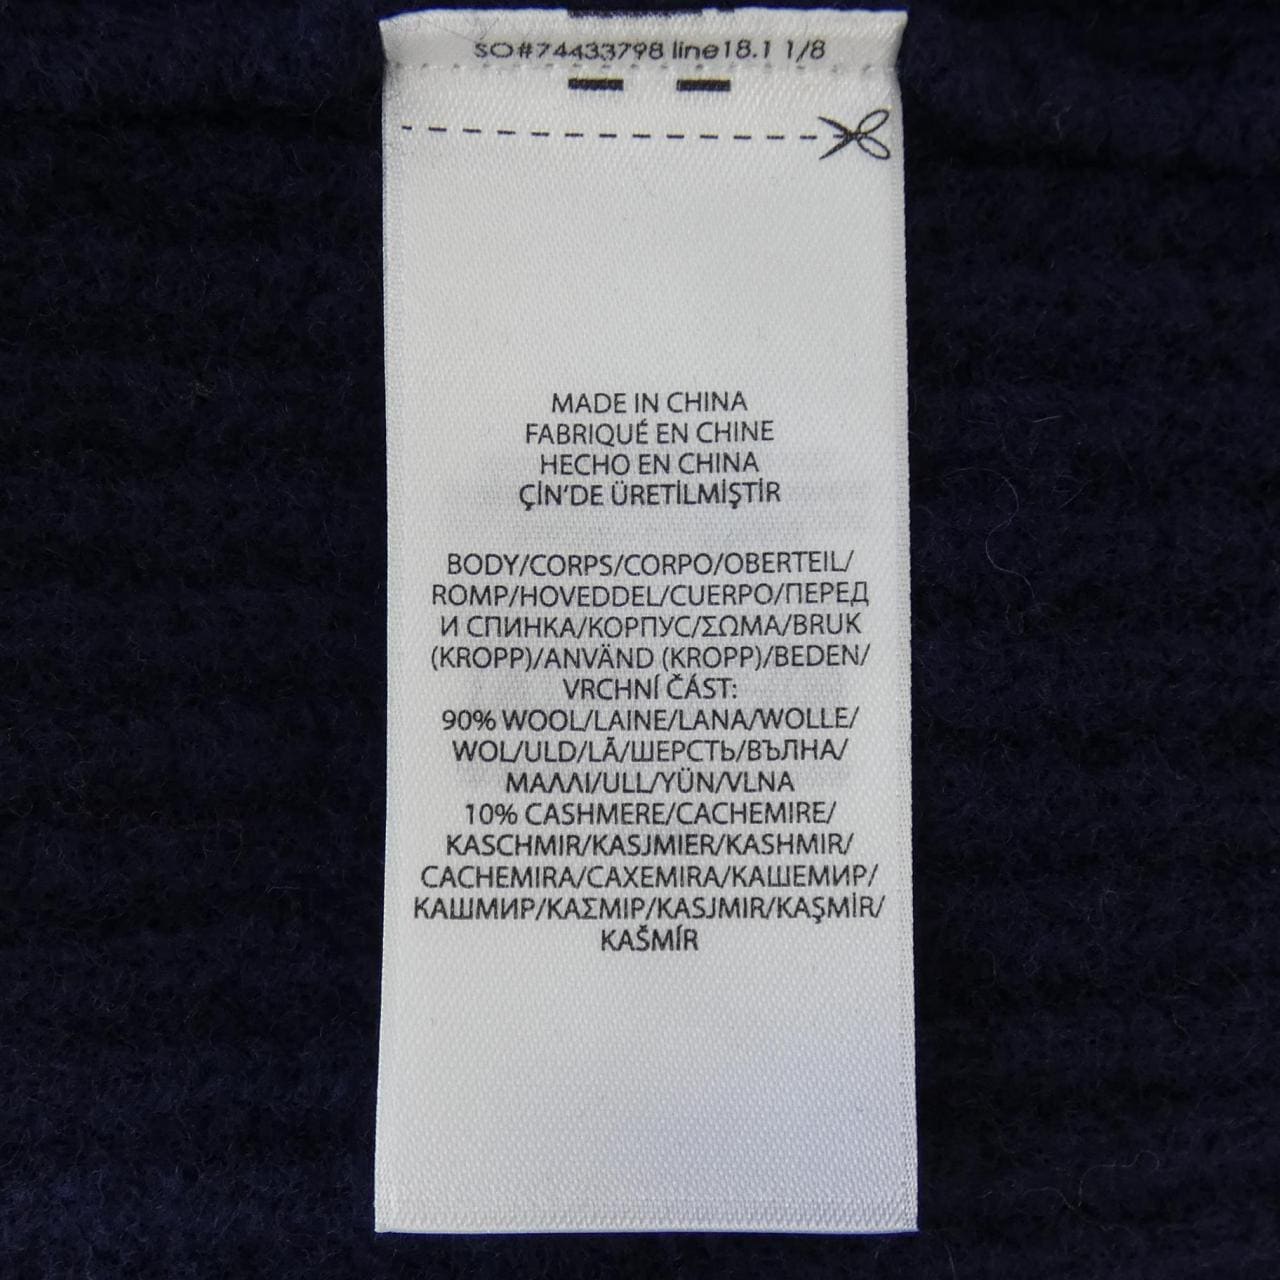 SO#74433798 line18.1 1/8
MADE IN CHINA
FABRIQUÉ EN CHINE
HECHO EN CHINA
ÇİN'DE ÜRETİLMİŞTİR
BODY/CORPS/CORPO/OBERTEIL/
ROMP/HOVEDDEL/CUERPO/ПЕРЕД
И СПИНКА/КОРПУС/ΣΩΜΑ/BRUK
(KROPP)/ANVÄND (KROPP)/BEDEN/
VRCHNÍ ČÁST:
90% WOOL/LAINE/LANA/WOLLE/
WOL/ULD/LÃ/ШЕРСТЬ/ВЪЛНА/
ΜΑΛΛΙ/ULL/YÜN/VLNA
10% CASHMERE/CACHEMIRE/
KASCHMIR/KASJMIER/KASHMIR/
CACHEMIRA/CAXEMIRA/КАШЕМИР/
КАШМИР/ΚΑΣΜΙΡ/KASJMIR/KAŞMİR/
KAŠMÍR